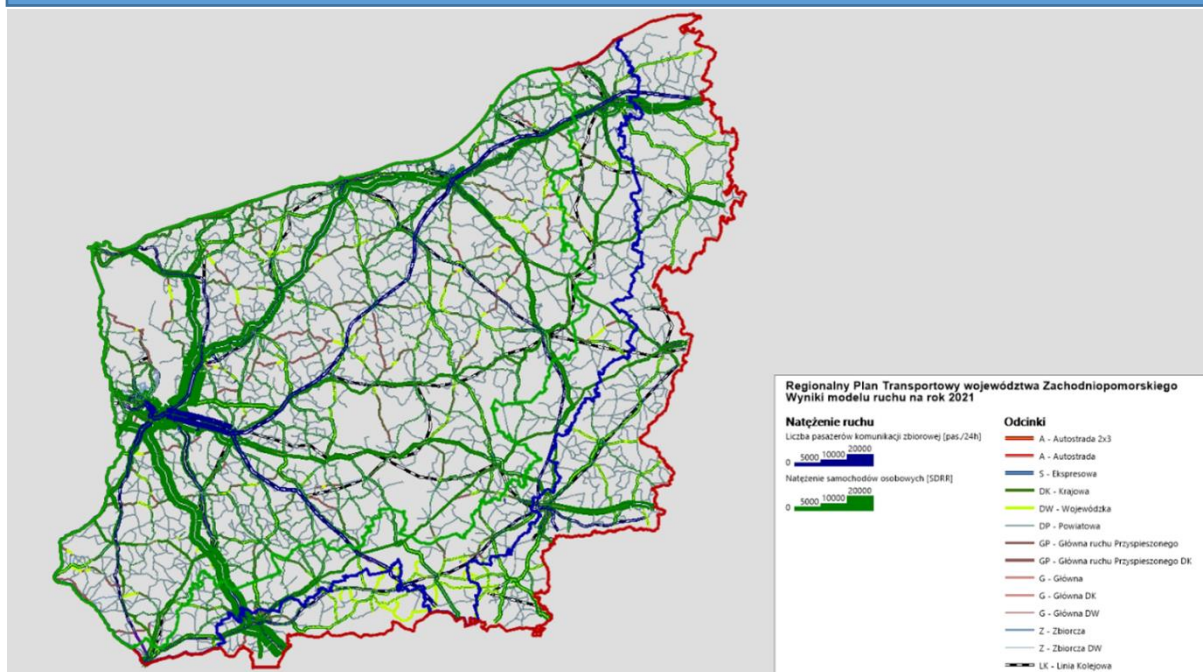 Regionalny Plan Transportowy województwa Zachodniopomorskiego
Wyniki modelu ruchu na rok 2021
Natężenie ruchu
Liczba pasażerów komunikacji zbiorowej [pas./24h]
0 5000 10000 20000
Natężenie samochodów osobowych [SDRR]
0 5000 10000 20000
Odcinki
A - Autostrada 2x3
A - Autostrada
S - Ekspresowa
DK - Krajowa
DW - Wojewódzka
DP - Powiatowa
GP - Główna ruchu Przyspieszonego
GP - Główna ruchu Przyspieszonego DK
G - Główna
G - Główna DK
G - Główna DW
Z - Zbiorcza
Z - Zbiorcza DW
LK - Linia Kolejowa